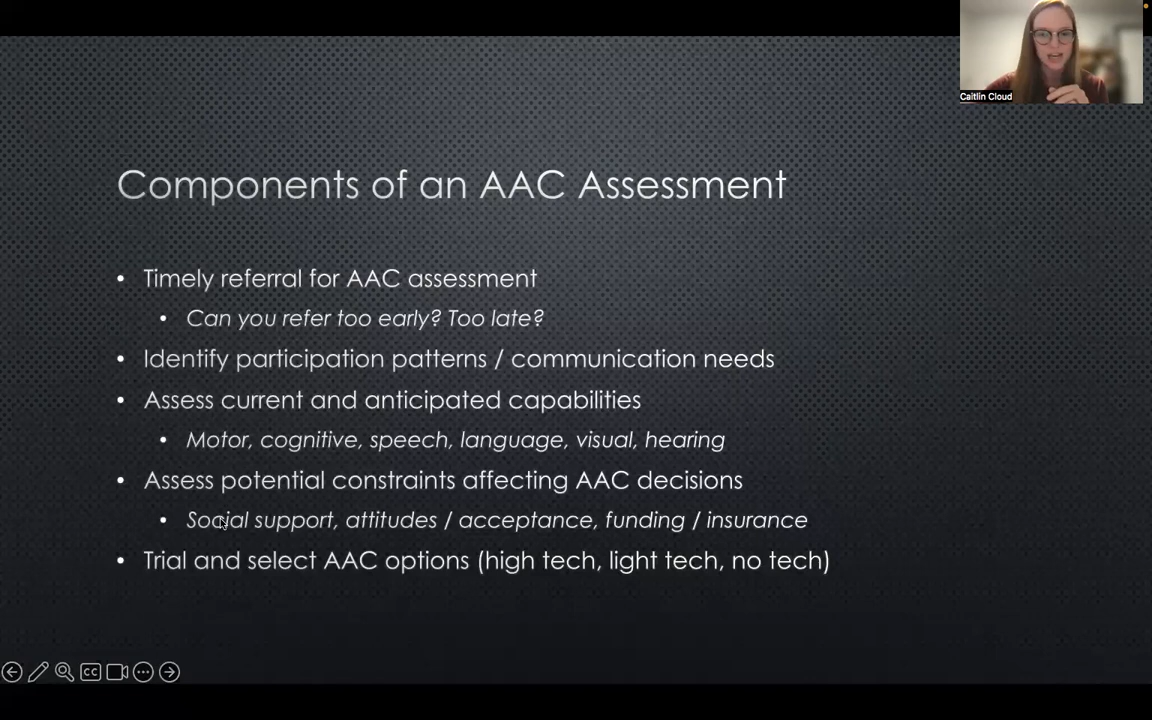 Caitlin Cloud
Components of an AAC Assessment
• Timely referral for AAC assessment
• Can you refer too early? Too late?
• Identify participation patterns / communication needs
• Assess current and anticipated capabilities
• Motor, cognitive, speech, language, visual, hearing
• Assess potential constraints affecting AAC decisions
• Social support, attitudes / acceptance, funding / insurance
• Trial and select AAC options (high tech, light tech, no tech)
CC